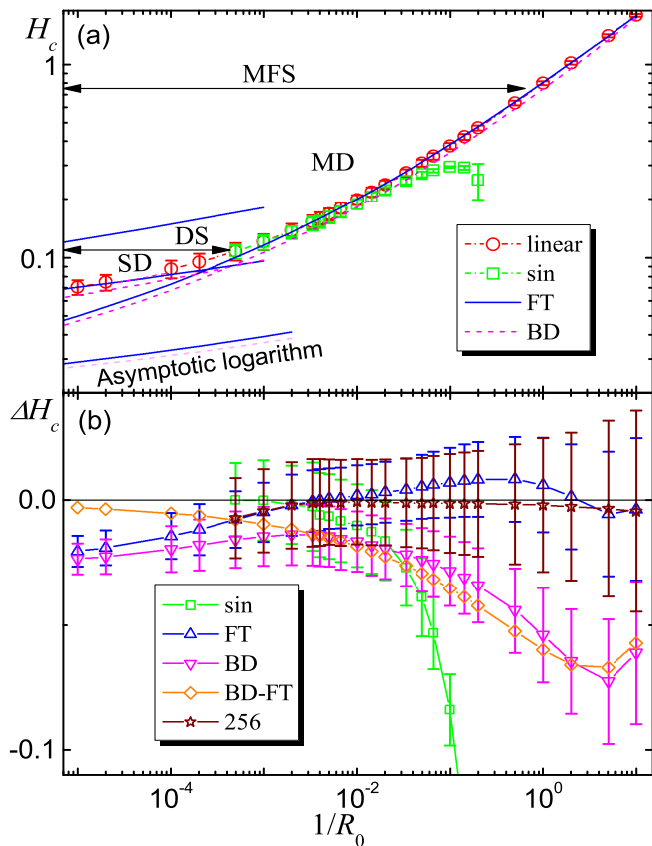 H_c
(a)
1
MFS
MD
DS
0.1
SD
Asymptotic logarithm
linear
sin
FT
BD
ΔH_c
(b)
0.0
sin
FT
BD
BD-FT
256
-0.1
10^-4
10^-2
10^0
1/R_0